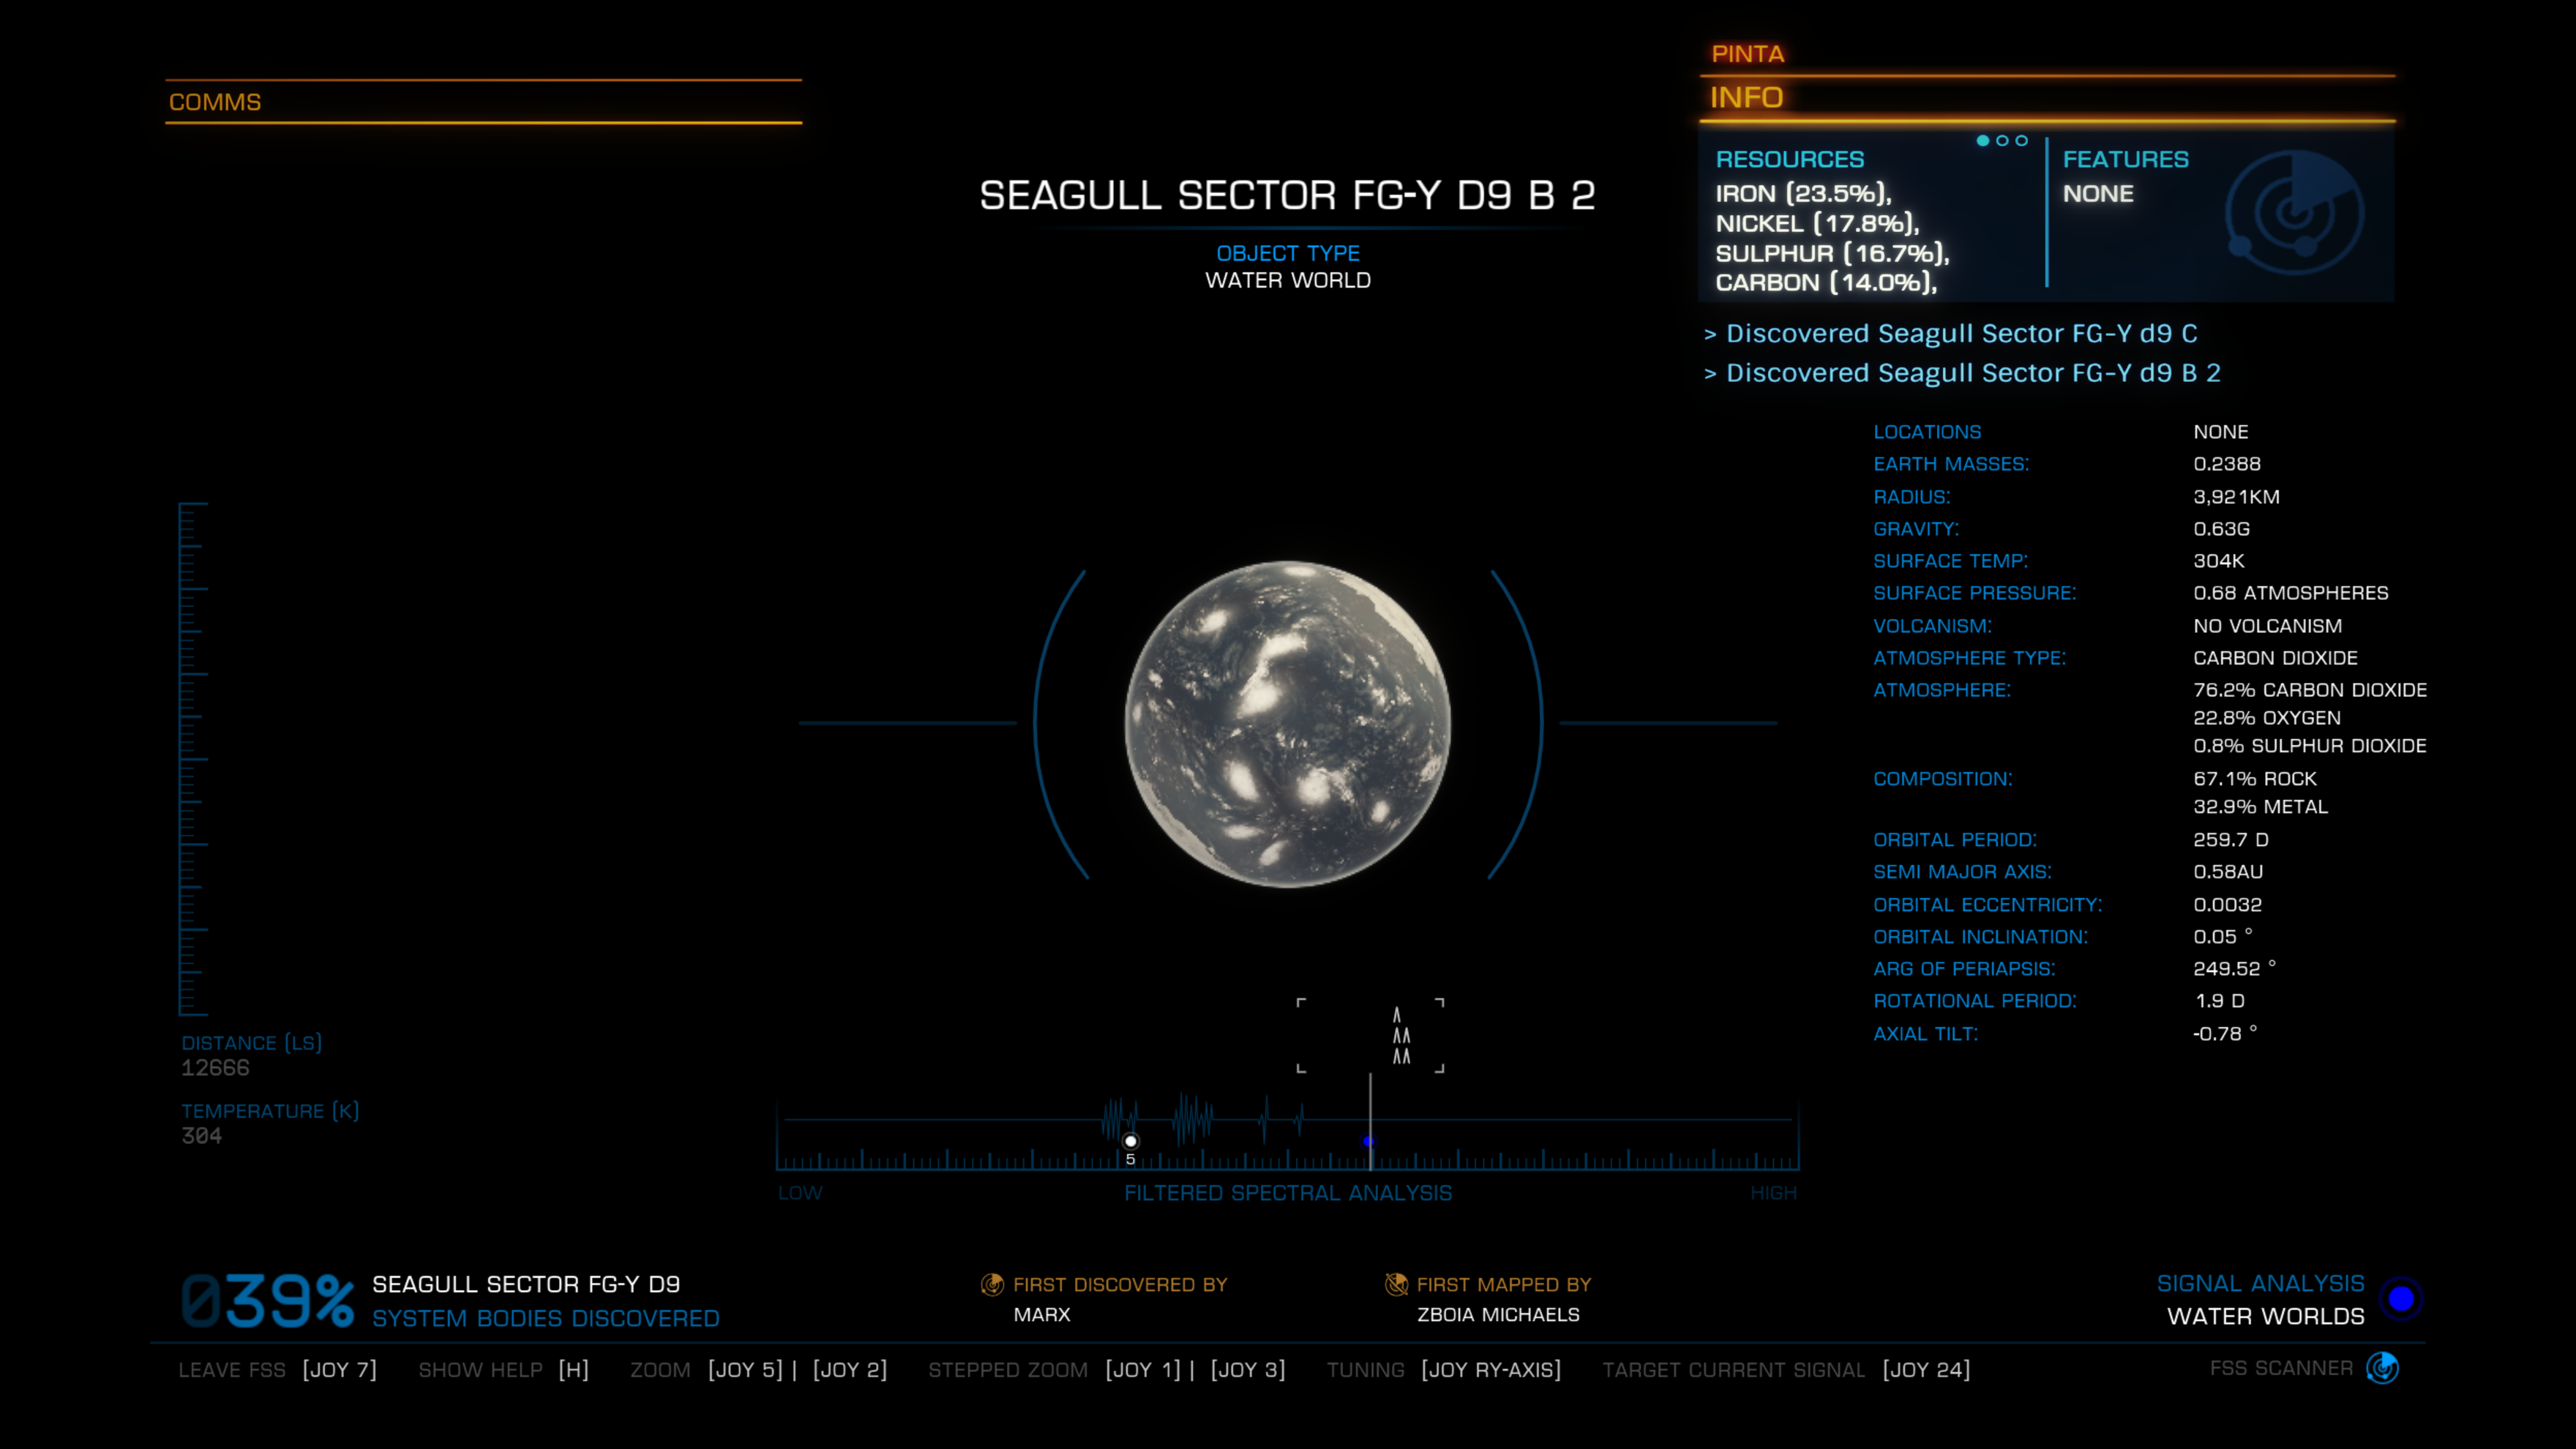 PINTA
COMMS
INFO
RESOURCES
IRON (23.5%),
NICKEL (17.8%),
SULPHUR (16.7%),
CARBON (14.0%),
FEATURES
NONE
SEAGULL SECTOR FG-Y D9 B 2
OBJECT TYPE
WATER WORLD
> Discovered Seagull Sector FG-Y d9 C
> Discovered Seagull Sector FG-Y d9 B 2
LOCATIONS NONE
EARTH MASSES: 0.2388
RADIUS: 3,921KM
GRAVITY: 0.63G
SURFACE TEMP: 304K
SURFACE PRESSURE: 0.68 ATMOSPHERES
VOLCANISM: NO VOLCANISM
ATMOSPHERE TYPE: CARBON DIOXIDE
ATMOSPHERE: 76.2% CARBON DIOXIDE
22.8% OXYGEN
0.8% SULPHUR DIOXIDE
COMPOSITION: 67.1% ROCK
32.9% METAL
ORBITAL PERIOD: 259.7 D
SEMI MAJOR AXIS: 0.58AU
ORBITAL ECCENTRICITY: 0.0032
ORBITAL INCLINATION: 0.05 °
ARG OF PERIAPSIS: 249.52 °
ROTATIONAL PERIOD: 1.9 D
AXIAL TILT: -0.78 °
DISTANCE (LS)
12666
TEMPERATURE (K)
304
5
LOW FILTERED SPECTRAL ANALYSIS HIGH
039% SEAGULL SECTOR FG-Y D9
SYSTEM BODIES DISCOVERED
FIRST DISCOVERED BY
MARX
FIRST MAPPED BY
ZBOIA MICHAELS
SIGNAL ANALYSIS
WATER WORLDS
LEAVE FSS [JOY 7] SHOW HELP [H] ZOOM [JOY 5] | [JOY 2] STEPPED ZOOM [JOY 1] | [JOY 3] TUNING [JOY RY-AXIS] TARGET CURRENT SIGNAL [JOY 24] FSS SCANNER